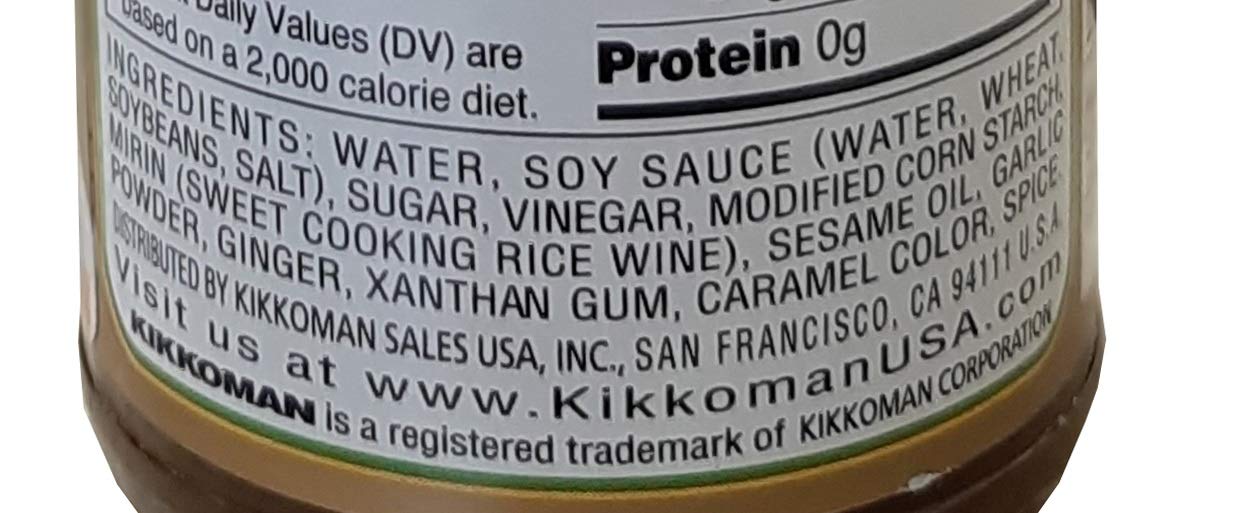 Daily Values (DV) are
based on a 2,000 calorie diet.
Protein 0g
INGREDIENTS: WATER, SOY SAUCE (WATER, WHEAT,
SOYBEANS, SALT), SUGAR, VINEGAR, MODIFIED CORN STARCH,
MIRIN (SWEET COOKING RICE WINE), SESAME OIL, GARLIC
POWDER, GINGER, XANTHAN GUM, CARAMEL COLOR, SPICE.
DISTRIBUTED BY KIKKOMAN SALES USA, INC., SAN FRANCISCO, CA 94111 U.S.A.
Visit us at www.KikkomanUSA.com
KIKKOMAN is a registered trademark of KIKKOMAN CORPORATION